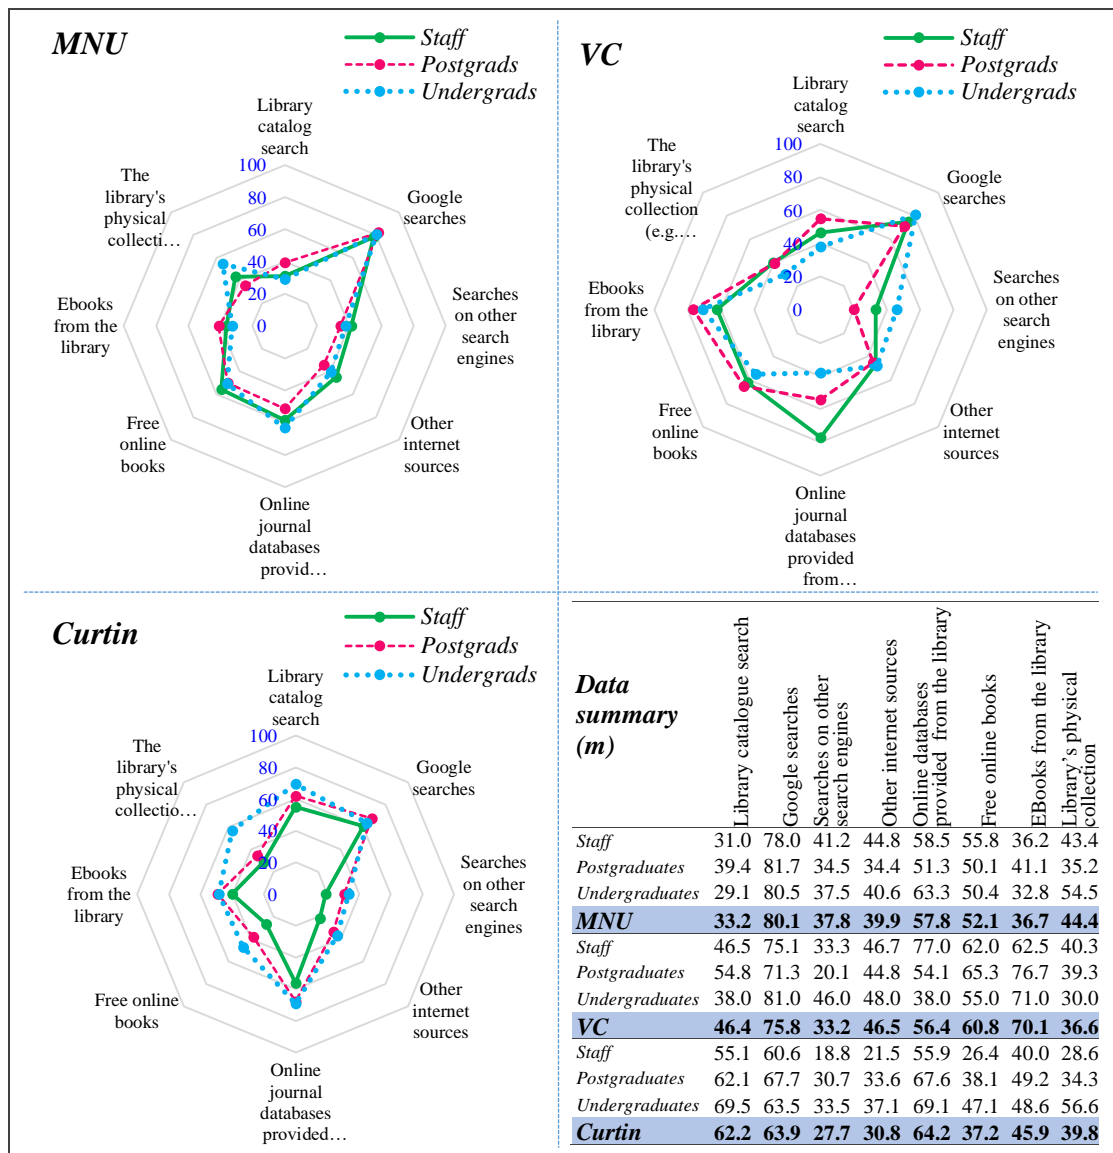 MNU
Staff
Postgrads
Undergrads
Library
catalog
search
Google
searches
Searches
on other
search
engines
Other
internet
sources
Online
journal
databases
provid…
Free
online
books
Ebooks
from the
library
The
library's
physical
collecti…
100
80
60
40
20
0
VC
Staff
Postgrads
Undergrads
Library
catalog
search
Google
searches
Searches
on other
search
engines
Other
internet
sources
Online
journal
databases
provided
from…
Free
online
books
Ebooks
from the
library
The
library's
physical
collection
(e.g.…
100
80
60
40
20
0
Curtin
Staff
Postgrads
Undergrads
Library
catalog
search
Google
searches
Searches
on other
search
engines
Other
internet
sources
Online
journal
databases
provided…
Free online
books
Ebooks
from the
library
The
library's
physical
collectio…
100
80
60
40
20
0
Data
summary
(m)
Library catalogue search
Google searches
Searches on other
search engines
Other internet sources
Online databases
provided from the library
Free online books
EBooks from the library
Library's physical
collection
Staff 31.0 78.0 41.2 44.8 58.5 55.8 36.2 43.4
Postgraduates 39.4 81.7 34.5 34.4 51.3 50.1 41.1 35.2
Undergraduates 29.1 80.5 37.5 40.6 63.3 50.4 32.8 54.5
MNU 33.2 80.1 37.8 39.9 57.8 52.1 36.7 44.4
Staff 46.5 75.1 33.3 46.7 77.0 62.0 62.5 40.3
Postgraduates 54.8 71.3 20.1 44.8 54.1 65.3 76.7 39.3
Undergraduates 38.0 81.0 46.0 48.0 38.0 55.0 71.0 30.0
VC 46.4 75.8 33.2 46.5 56.4 60.8 70.1 36.6
Staff 55.1 60.6 18.8 21.5 55.9 26.4 40.0 28.6
Postgraduates 62.1 67.7 30.7 33.6 67.6 38.1 49.2 34.3
Undergraduates 69.5 63.5 33.5 37.1 69.1 47.1 48.6 56.6
Curtin 62.2 63.9 27.7 30.8 64.2 37.2 45.9 39.8